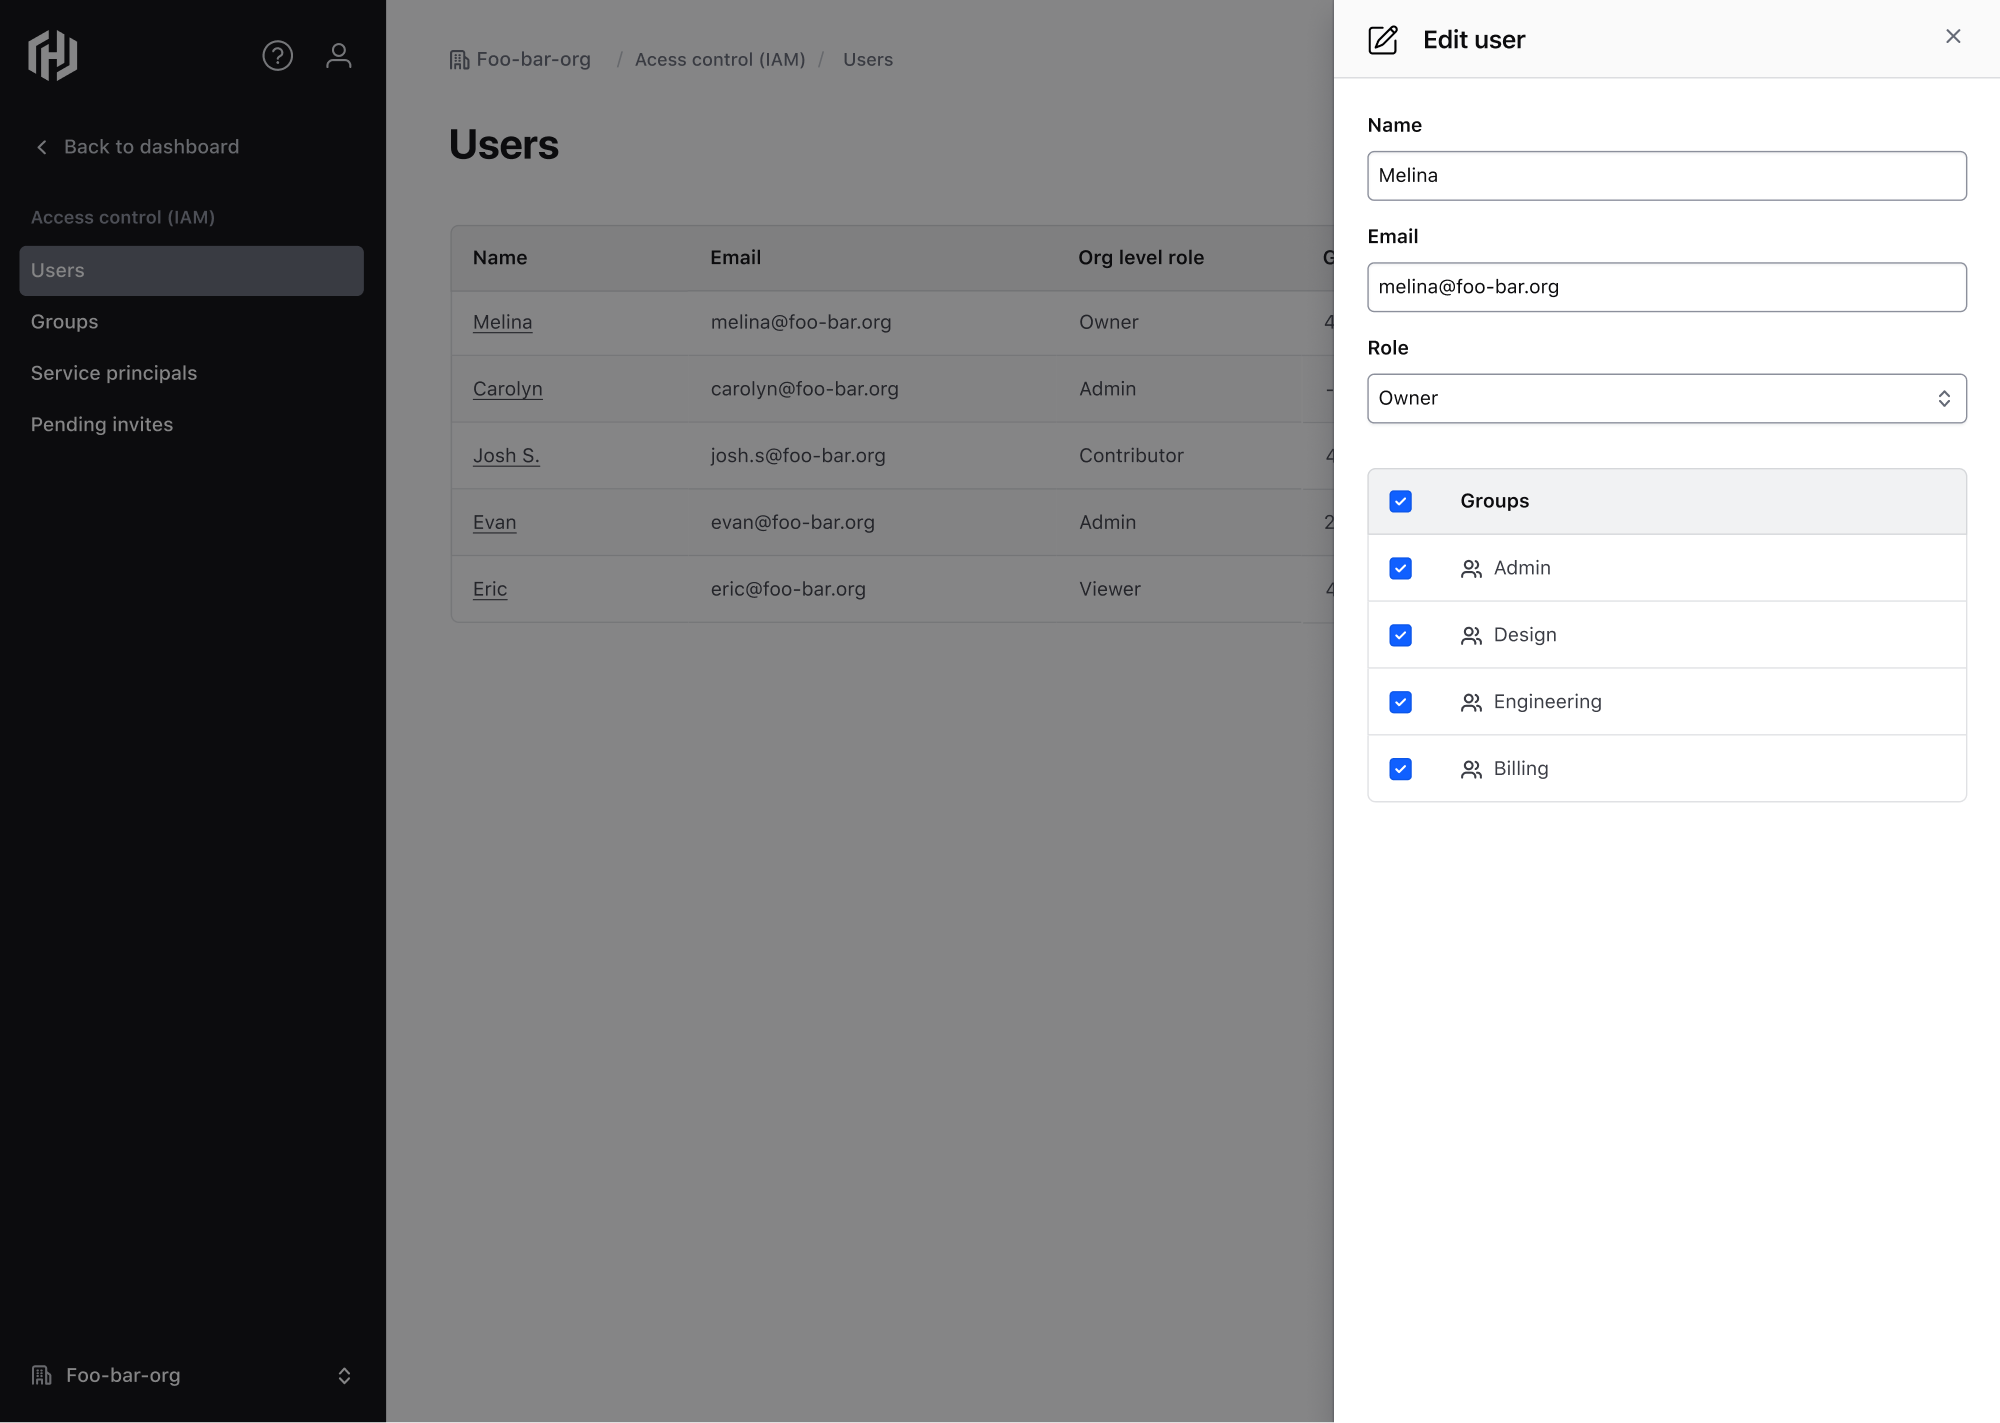 Back to dashboard
Access control (IAM)
Users
Groups
Service principals
Pending invites
Foo-bar-org
Foo-bar-org / Acess control (IAM) / Users
Users
Name Email Org level role G
Melina melina@foo-bar.org Owner 4
Carolyn carolyn@foo-bar.org Admin -
Josh S. josh.s@foo-bar.org Contributor 4
Evan evan@foo-bar.org Admin 2
Eric eric@foo-bar.org Viewer 4
Edit user
Name
Melina
Email
melina@foo-bar.org
Role
Owner
Groups
Admin
Design
Engineering
Billing